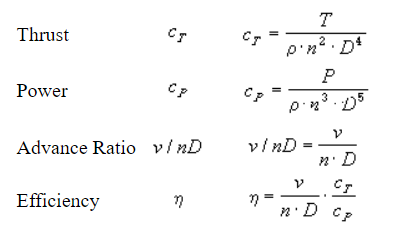 Thrust c_T c_T = T / (ρ·n²·D⁴)
Power c_P c_P = P / (ρ·n³·D⁵)
Advance Ratio v/nD v/nD = v / (n·D)
Efficiency η η = v / (n·D) · c_T / c_P